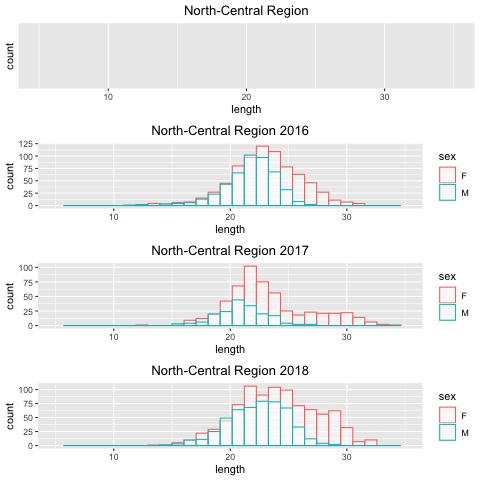 North-Central Region
count
10 20 30
length
North-Central Region 2016
125
100
75
50
25
0
count
10 20 30
length
sex
F
M
North-Central Region 2017
100
75
50
25
0
count
10 20 30
length
sex
F
M
North-Central Region 2018
100
75
50
25
0
count
10 20 30
length
sex
F
M